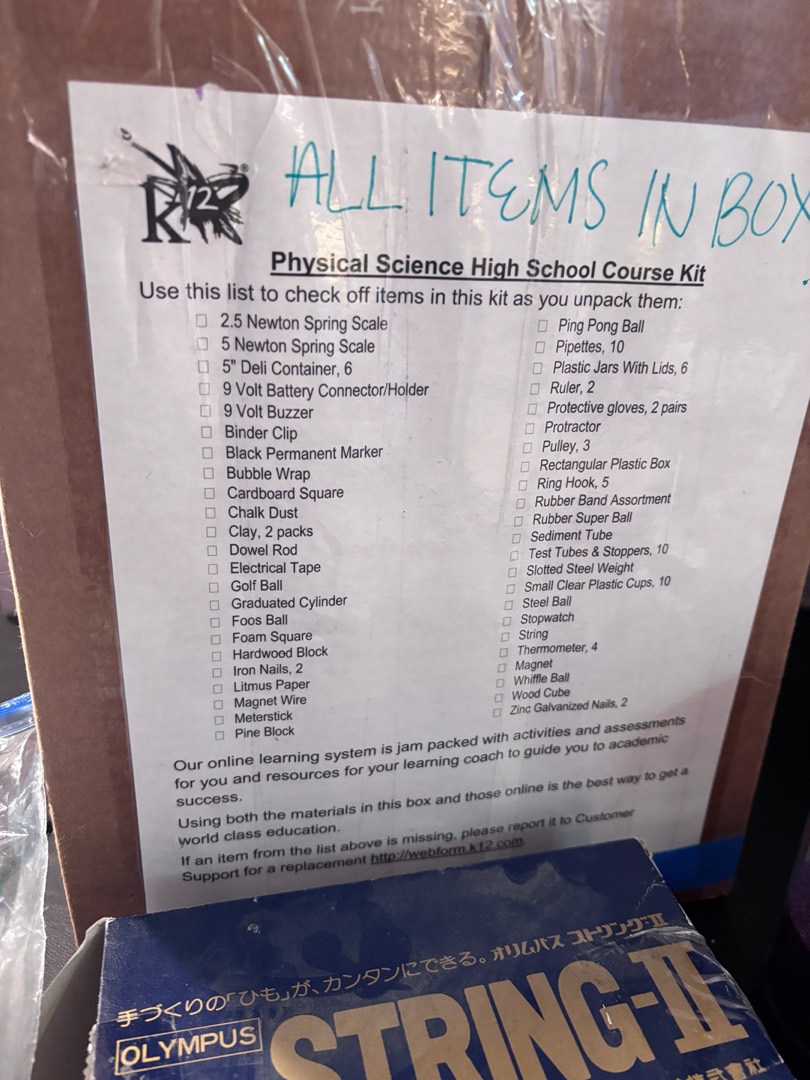 K12®
ALL ITEMS IN BOX
Physical Science High School Course Kit
Use this list to check off items in this kit as you unpack them:
2.5 Newton Spring Scale
5 Newton Spring Scale
5" Deli Container, 6
9 Volt Battery Connector/Holder
9 Volt Buzzer
Binder Clip
Black Permanent Marker
Bubble Wrap
Cardboard Square
Chalk Dust
Clay, 2 packs
Dowel Rod
Electrical Tape
Golf Ball
Graduated Cylinder
Foos Ball
Foam Square
Hardwood Block
Iron Nails, 2
Litmus Paper
Magnet Wire
Meterstick
Pine Block
Ping Pong Ball
Pipettes, 10
Plastic Jars With Lids, 6
Ruler, 2
Protective gloves, 2 pairs
Protractor
Pulley, 3
Rectangular Plastic Box
Ring Hook, 5
Rubber Band Assortment
Rubber Super Ball
Sediment Tube
Test Tubes & Stoppers, 10
Slotted Steel Weight
Small Clear Plastic Cups, 10
Steel Ball
Stopwatch
String
Thermometer, 4
Magnet
Whiffle Ball
Wood Cube
Zinc Galvanized Nails, 2
Our online learning system is jam packed with activities and assessments
for you and resources for your learning coach to guide you to academic
success.
Using both the materials in this box and those online is the best way to get a
world class education.
If an item from the list above is missing, please report it to Customer
Support for a replacement http://webform.k12.com.
手づくりの「ひも」が、カンタンにできる。オリムパス ストリング-II
OLYMPUS
STRING-II
株式會社